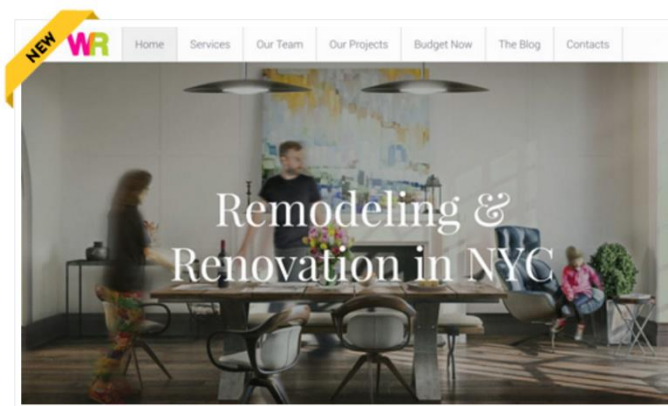 NEW
WR
Home Services Our Team Our Projects Budget Now The Blog Contacts
Remodeling &
Renovation in NYC